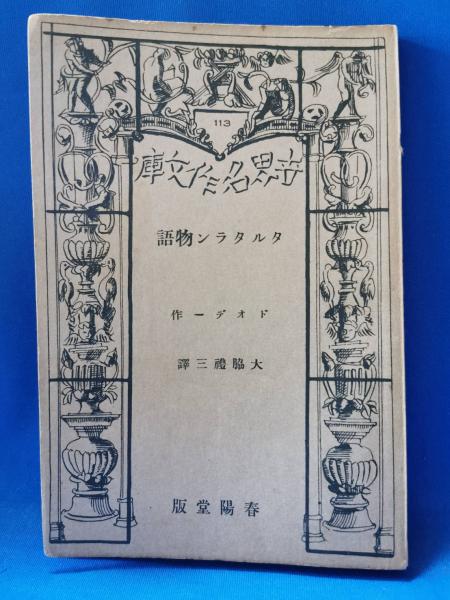 113
世界名作文庫
タルタラン物語
ドオデー作
大脇禮三譯
春陽堂版